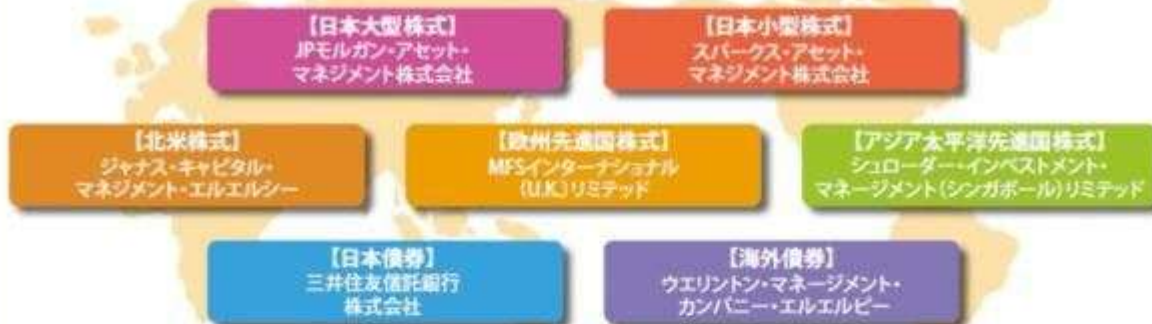 【日本大型株式】
JPモルガン・アセット・
マネジメント株式会社
【日本小型株式】
スパークス・アセット・
マネジメント株式会社
【北米株式】
ジャナス・キャピタル・
マネジメント・エルエルシー
【欧州先進国株式】
MFSインターナショナル
(U.K.)リミテッド
【アジア太平洋先進国株式】
シュローダー・インベストメント・
マネージメント(シンガポール)リミテッド
【日本債券】
三井住友信託銀行
株式会社
【海外債券】
ウエリントン・マネージメント・
カンパニー・エルエルピー